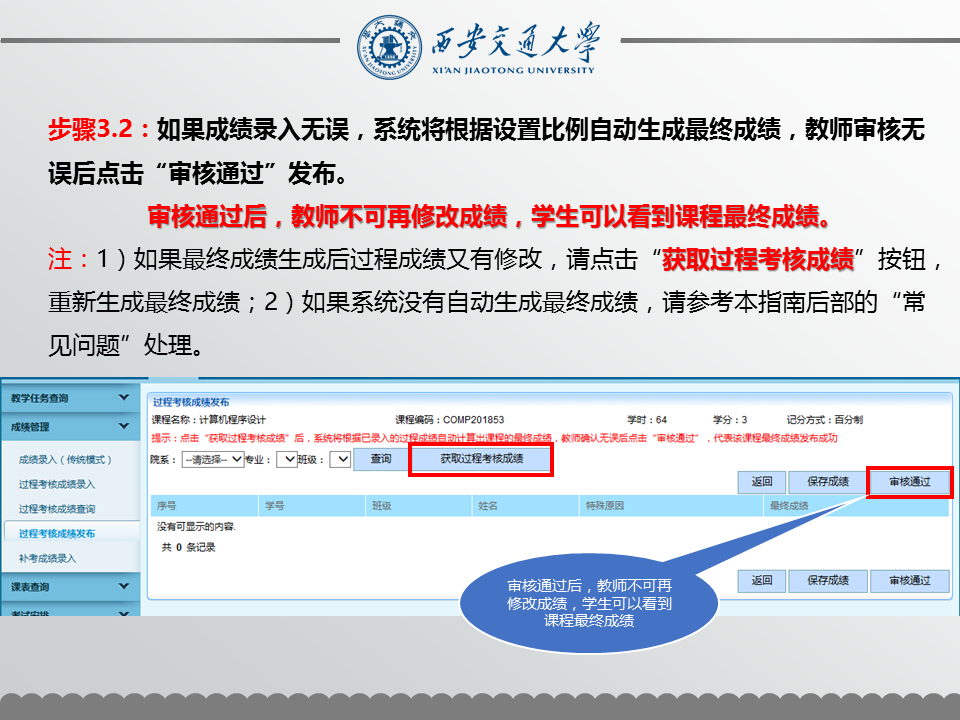 西安交通大学
XI'AN JIAOTONG UNIVERSITY
步骤3.2：如果成绩录入无误，系统将根据设置比例自动生成最终成绩，教师审核无
误后点击“审核通过”发布。
审核通过后，教师不可再修改成绩，学生可以看到课程最终成绩。
注：1）如果最终成绩生成后过程成绩又有修改，请点击“获取过程考核成绩”按钮，
重新生成最终成绩；2）如果系统没有自动生成最终成绩，请参考本指南后部的“常
见问题”处理。
教学任务查询
成绩管理
成绩录入（传统模式）
过程考核成绩录入
过程考核成绩查询
过程考核成绩发布
补考成绩录入
课表查询
考试安排
过程考核成绩发布
课程名称：计算机程序设计 课程编码：COMP201853 学时：64 学分：3 记分方式：百分制
提示：点击“获取过程考核成绩”后，系统将根据已录入的过程成绩自动计算出课程的最终成绩，教师确认无误后点击“审核通过”，代表该课程最终成绩发布成功
院系： --请选择-- 专业： 班级： 查询 获取过程考核成绩
返回 保存成绩 审核通过
序号 学号 班级 姓名 特殊原因 最终成绩
没有可显示的内容.
共 0 条记录
返回 保存成绩 审核通过
审核通过后，教师不可再
修改成绩，学生可以看到
课程最终成绩